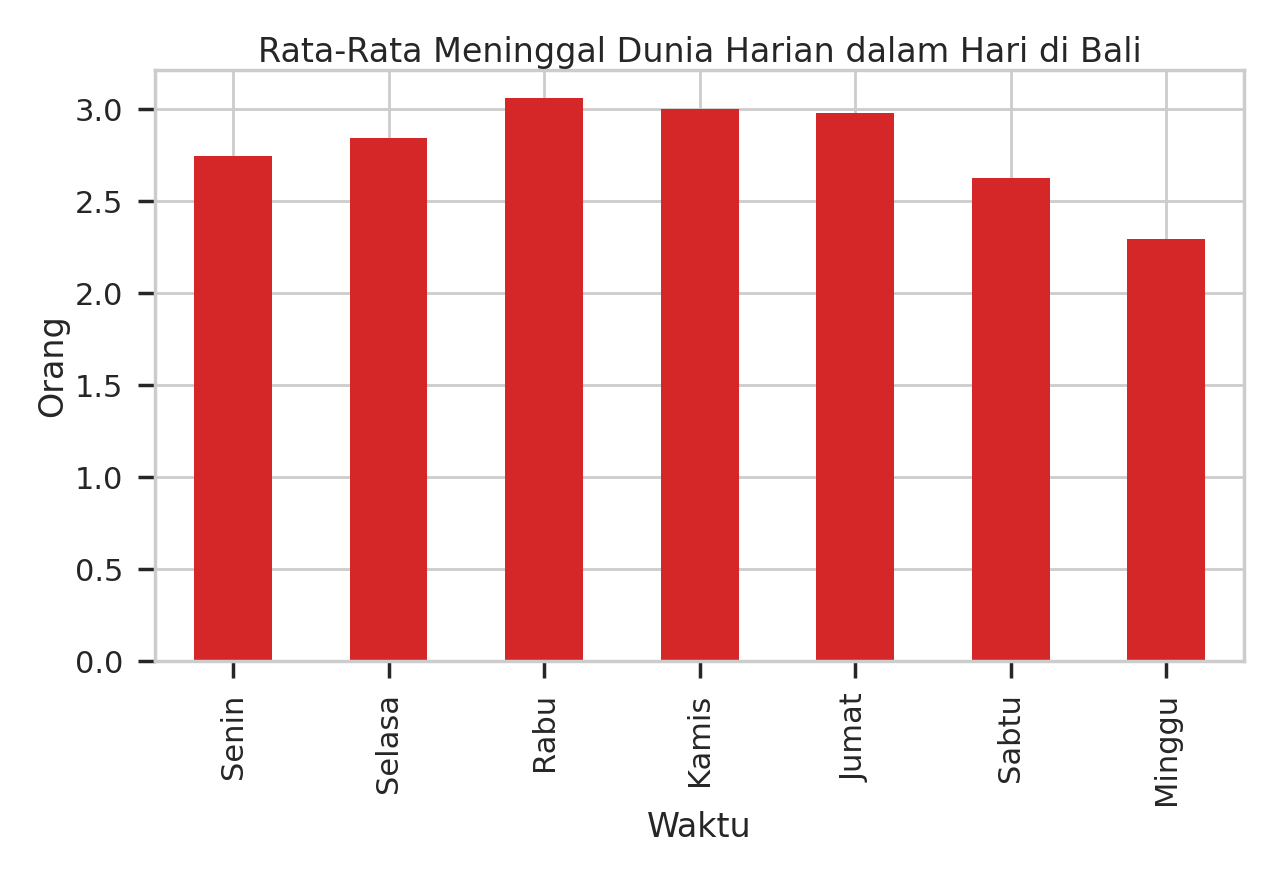 Rata-Rata Meninggal Dunia Harian dalam Hari di Bali
3.0
2.5
2.0
1.5
1.0
0.5
0.0
Orang
Senin
Selasa
Rabu
Kamis
Jumat
Sabtu
Minggu
Waktu